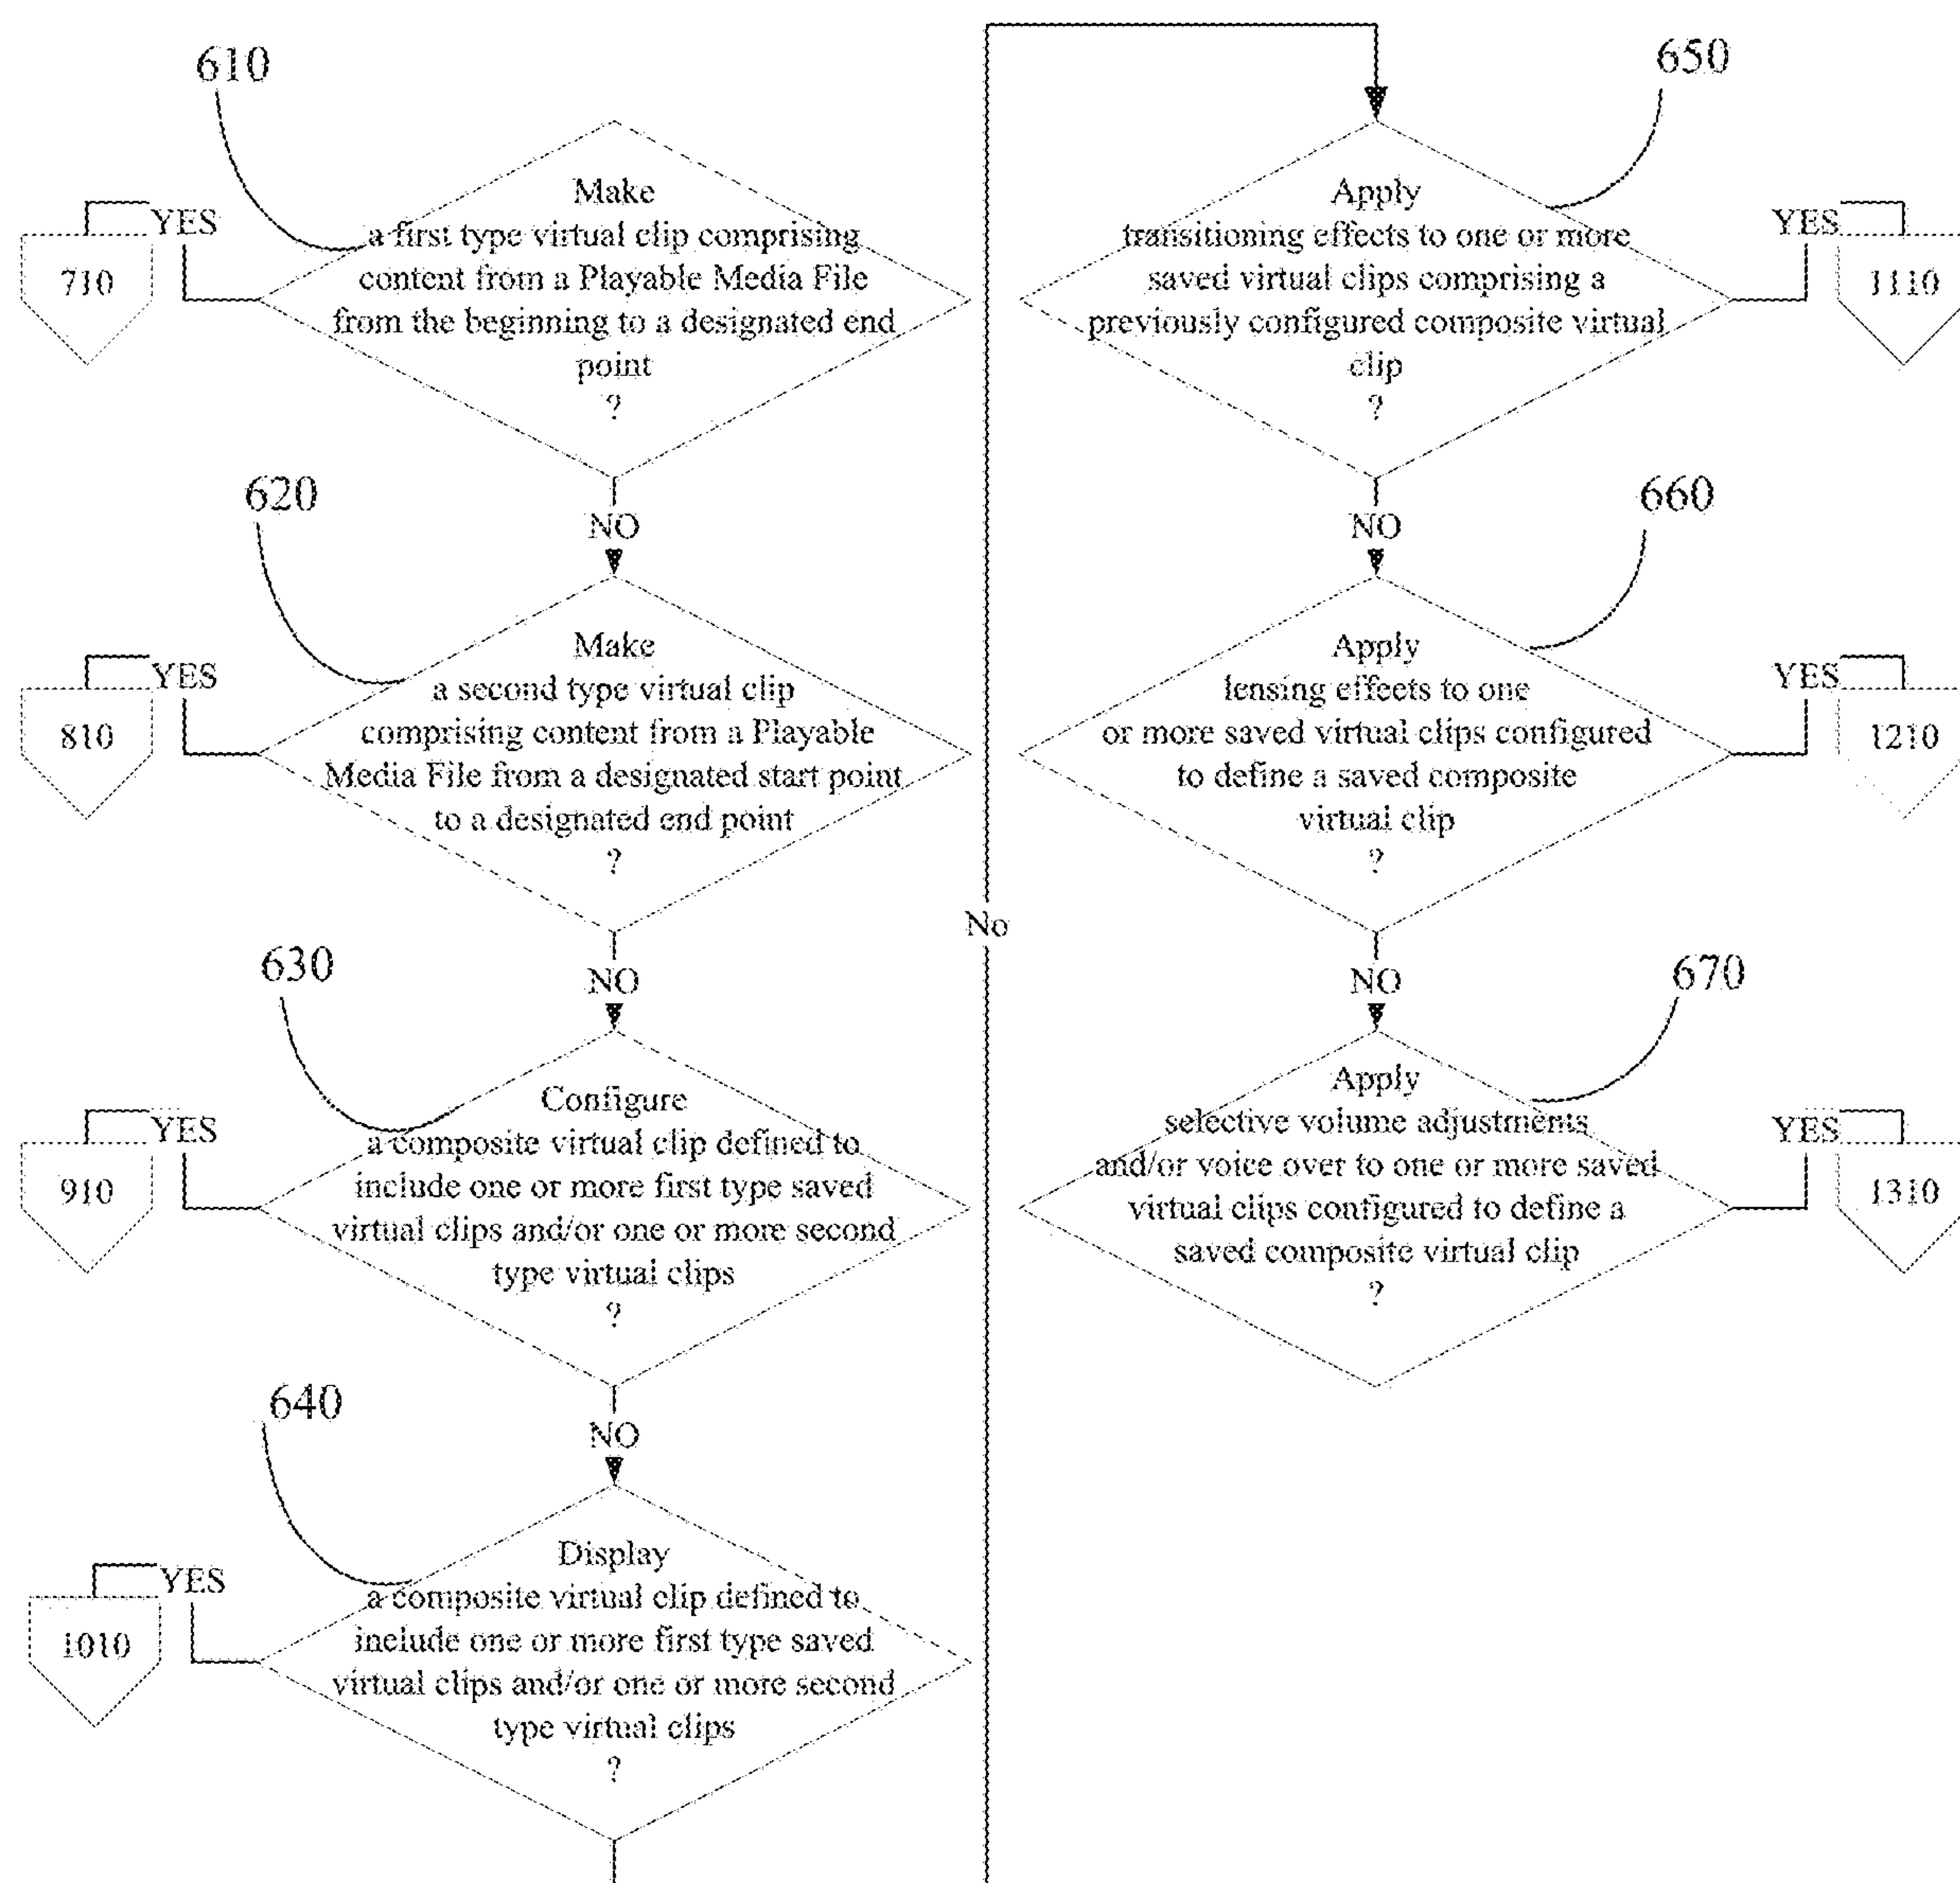 610
Make
a first type virtual clip comprising
content from a Playable Media File
from the beginning to a designated end
point
?
YES
710
NO
620
Make
a second type virtual clip
comprising content from a Playable
Media File from a designated start point
to a designated end point
?
YES
810
NO
630
Configure
a composite virtual clip defined to
include one or more first type saved
virtual clips and/or one or more second
type virtual clips
?
YES
910
NO
640
Display
a composite virtual clip defined to
include one or more first type saved
virtual clips and/or one or more second
type virtual clips
?
YES
1010
No
650
Apply
transitioning effects to one or more
saved virtual clips comprising a
previously configured composite virtual
clip
?
YES
1110
NO
660
Apply
lensing effects to one
or more saved virtual clips configured
to define a saved composite
virtual clip
?
YES
1210
NO
670
Apply
selective volume adjustments
and/or voice over to one or more saved
virtual clips configured to define a
saved composite virtual clip
?
YES
1310